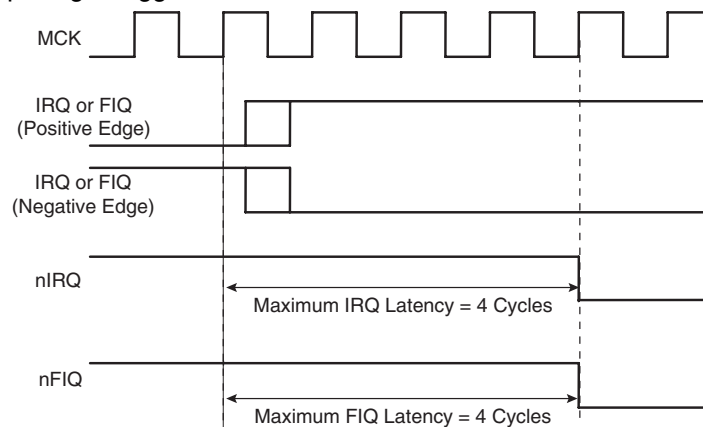 MCK
IRQ or FIQ
(Positive Edge)
IRQ or FIQ
(Negative Edge)
nIRQ
Maximum IRQ Latency = 4 Cycles
nFIQ
Maximum FIQ Latency = 4 Cycles